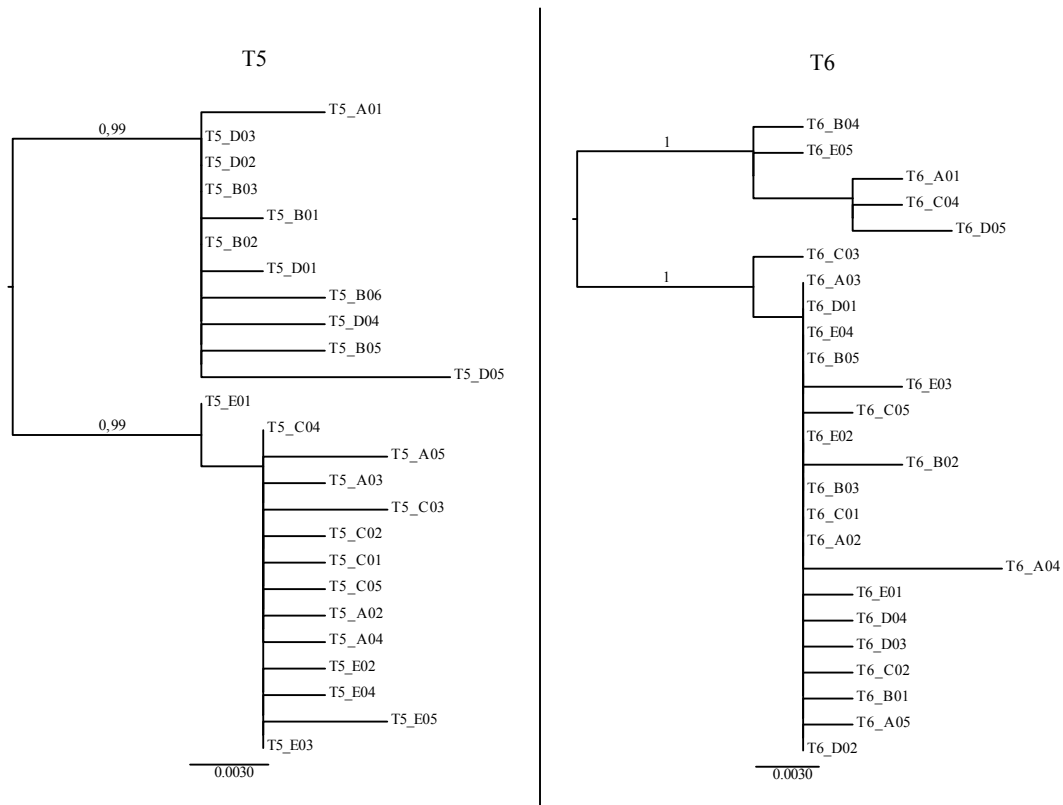 T5
T5_A01
0,99
T5_D03
T5_D02
T5_B03
T5_B01
T5_B02
T5_D01
T5_B06
T5_D04
T5_B05
T5_D05
T5_E01
0,99
T5_C04
T5_A05
T5_A03
T5_C03
T5_C02
T5_C01
T5_C05
T5_A02
T5_A04
T5_E02
T5_E04
T5_E05
T5_E03
0.0030
T6
T6_B04
1
T6_E05
T6_A01
T6_C04
T6_D05
T6_C03
1
T6_A03
T6_D01
T6_E04
T6_B05
T6_E03
T6_C05
T6_E02
T6_B02
T6_B03
T6_C01
T6_A02
T6_A04
T6_E01
T6_D04
T6_D03
T6_C02
T6_B01
T6_A05
T6_D02
0.0030